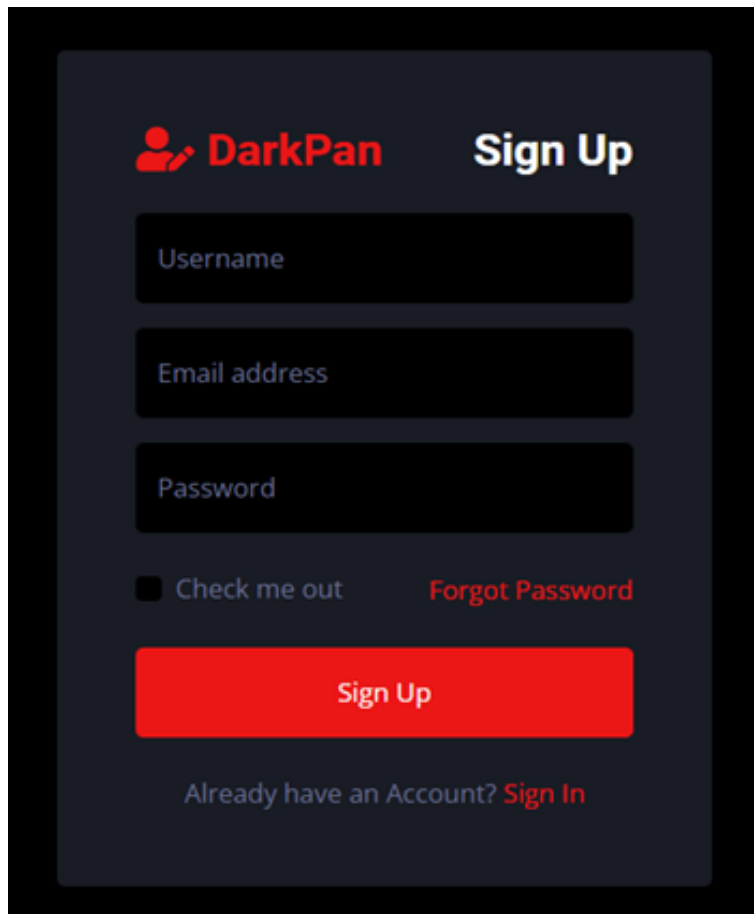 DarkPan Sign Up
Username
Email address
Password
Check me out Forgot Password
Sign Up
Already have an Account? Sign In